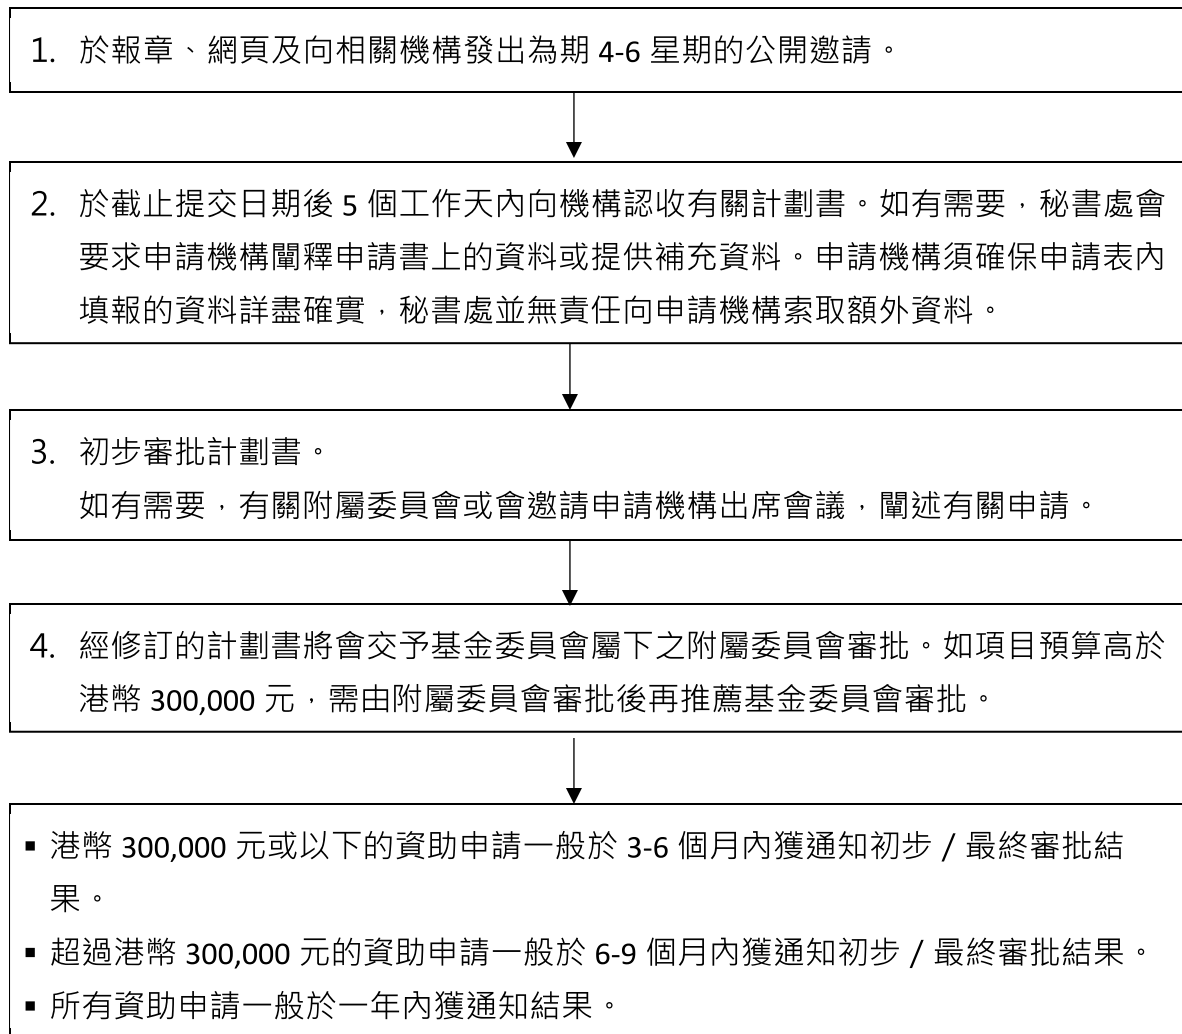 1. 於報章、網頁及向相關機構發出為期 4-6 星期的公開邀請。
2. 於截止提交日期後 5 個工作天內向機構認收有關計劃書。如有需要，秘書處會
要求申請機構闡釋申請書上的資料或提供補充資料。申請機構須確保申請表內
填報的資料詳盡確實，秘書處並無責任向申請機構索取額外資料。
3. 初步審批計劃書。
如有需要，有關附屬委員會或會邀請申請機構出席會議，闡述有關申請。
4. 經修訂的計劃書將會交予基金委員會屬下之附屬委員會審批。如項目預算高於
港幣 300,000 元，需由附屬委員會審批後再推薦基金委員會審批。
▪ 港幣 300,000 元或以下的資助申請一般於 3-6 個月內獲通知初步 / 最終審批結
果。
▪ 超過港幣 300,000 元的資助申請一般於 6-9 個月內獲通知初步 / 最終審批結果。
▪ 所有資助申請一般於一年內獲通知結果。